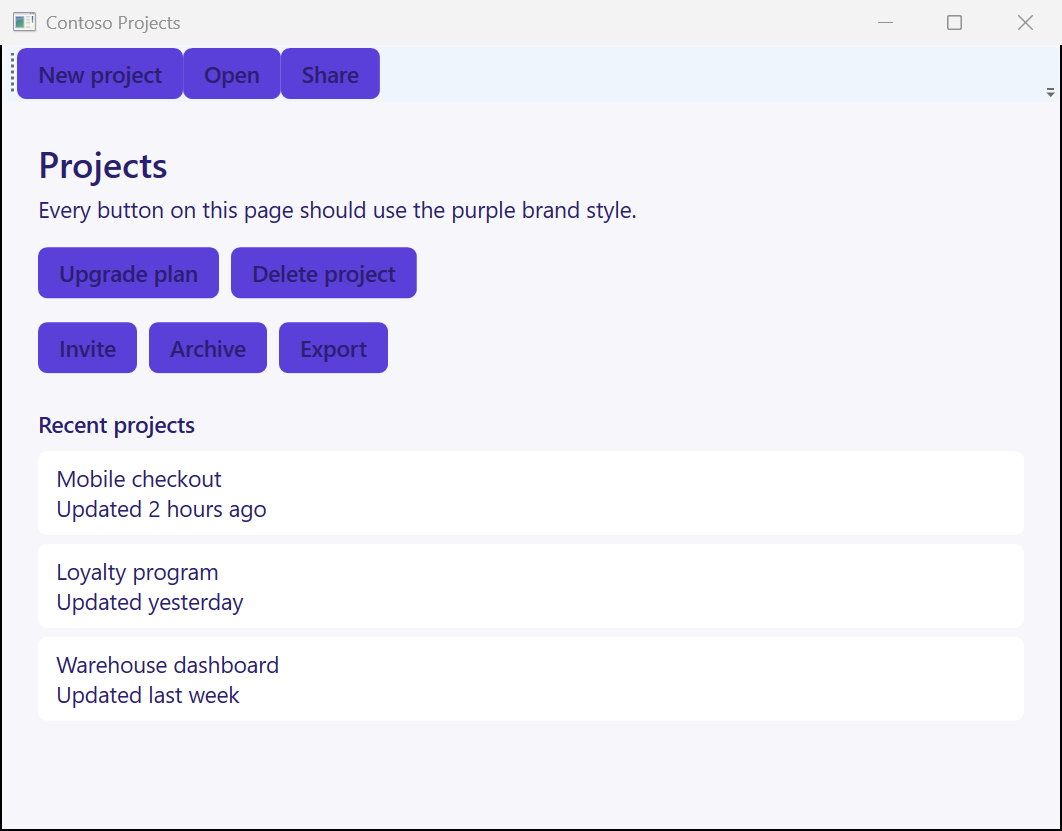 Contoso Projects
New project Open Share
Projects
Every button on this page should use the purple brand style.
Upgrade plan Delete project
Invite Archive Export
Recent projects
Mobile checkout
Updated 2 hours ago
Loyalty program
Updated yesterday
Warehouse dashboard
Updated last week